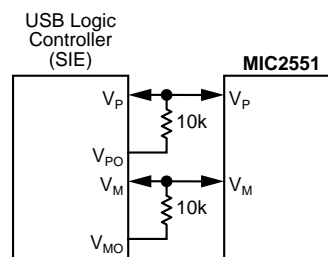 USB Logic
Controller
(SIE)
MIC2551
VP
VP
10k
VPO
VM
VM
10k
VMO